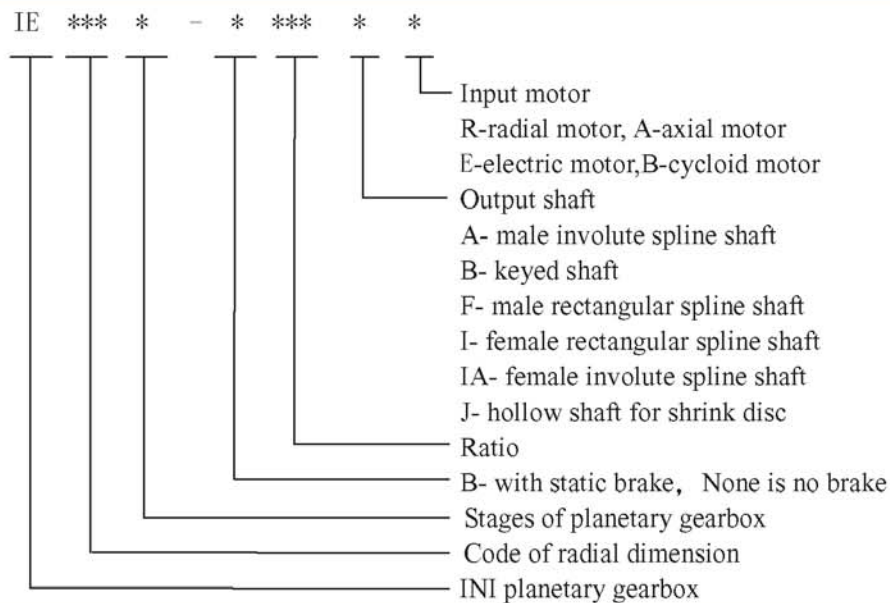 IE *** * - * *** * *
Input motor
R-radial motor, A-axial motor
E-electric motor,B-cycloid motor
Output shaft
A- male involute spline shaft
B- keyed shaft
F- male rectangular spline shaft
I- female rectangular spline shaft
IA- female involute spline shaft
J- hollow shaft for shrink disc
Ratio
B- with static brake, None is no brake
Stages of planetary gearbox
Code of radial dimension
INI planetary gearbox